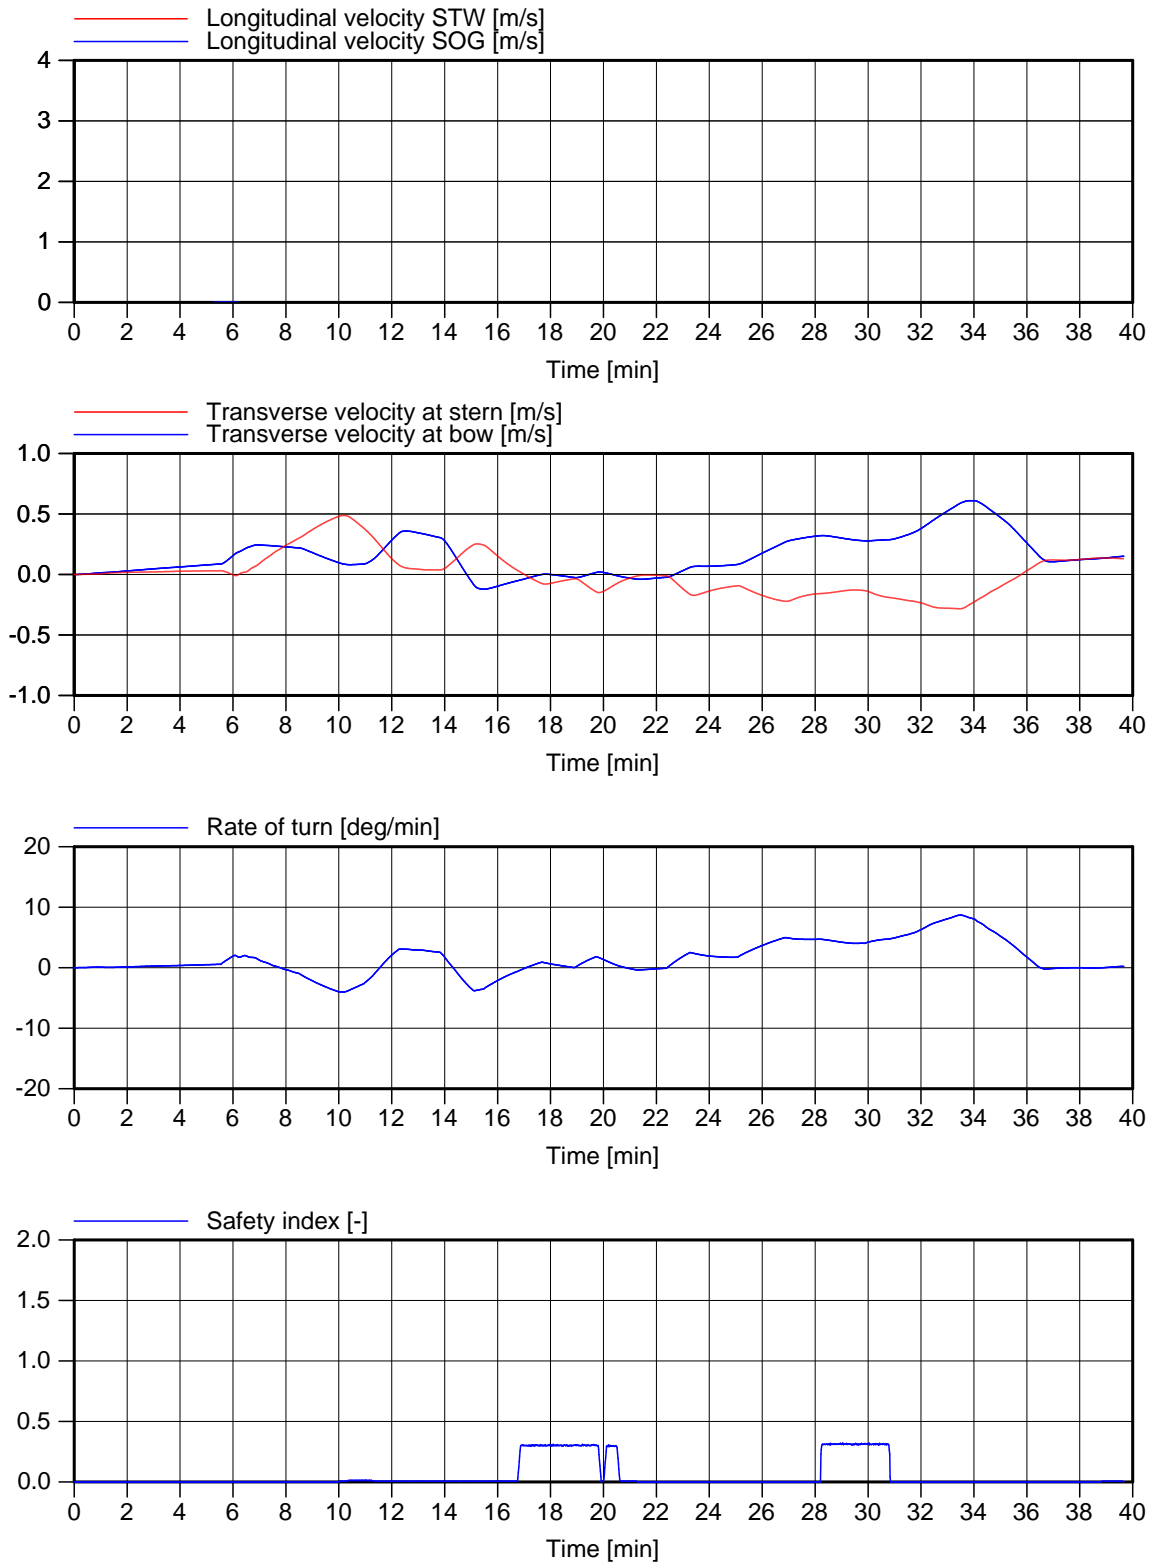 Longitudinal velocity STW [m/s]
Longitudinal velocity SOG [m/s]
4
3
2
1
0
0 2 4 6 8 10 12 14 16 18 20 22 24 26 28 30 32 34 36 38 40
Time [min]
Transverse velocity at stern [m/s]
Transverse velocity at bow [m/s]
1.0
0.5
0.0
-0.5
-1.0
0 2 4 6 8 10 12 14 16 18 20 22 24 26 28 30 32 34 36 38 40
Time [min]
Rate of turn [deg/min]
20
10
0
-10
-20
0 2 4 6 8 10 12 14 16 18 20 22 24 26 28 30 32 34 36 38 40
Time [min]
Safety index [-]
2.0
1.5
1.0
0.5
0.0
0 2 4 6 8 10 12 14 16 18 20 22 24 26 28 30 32 34 36 38 40
Time [min]